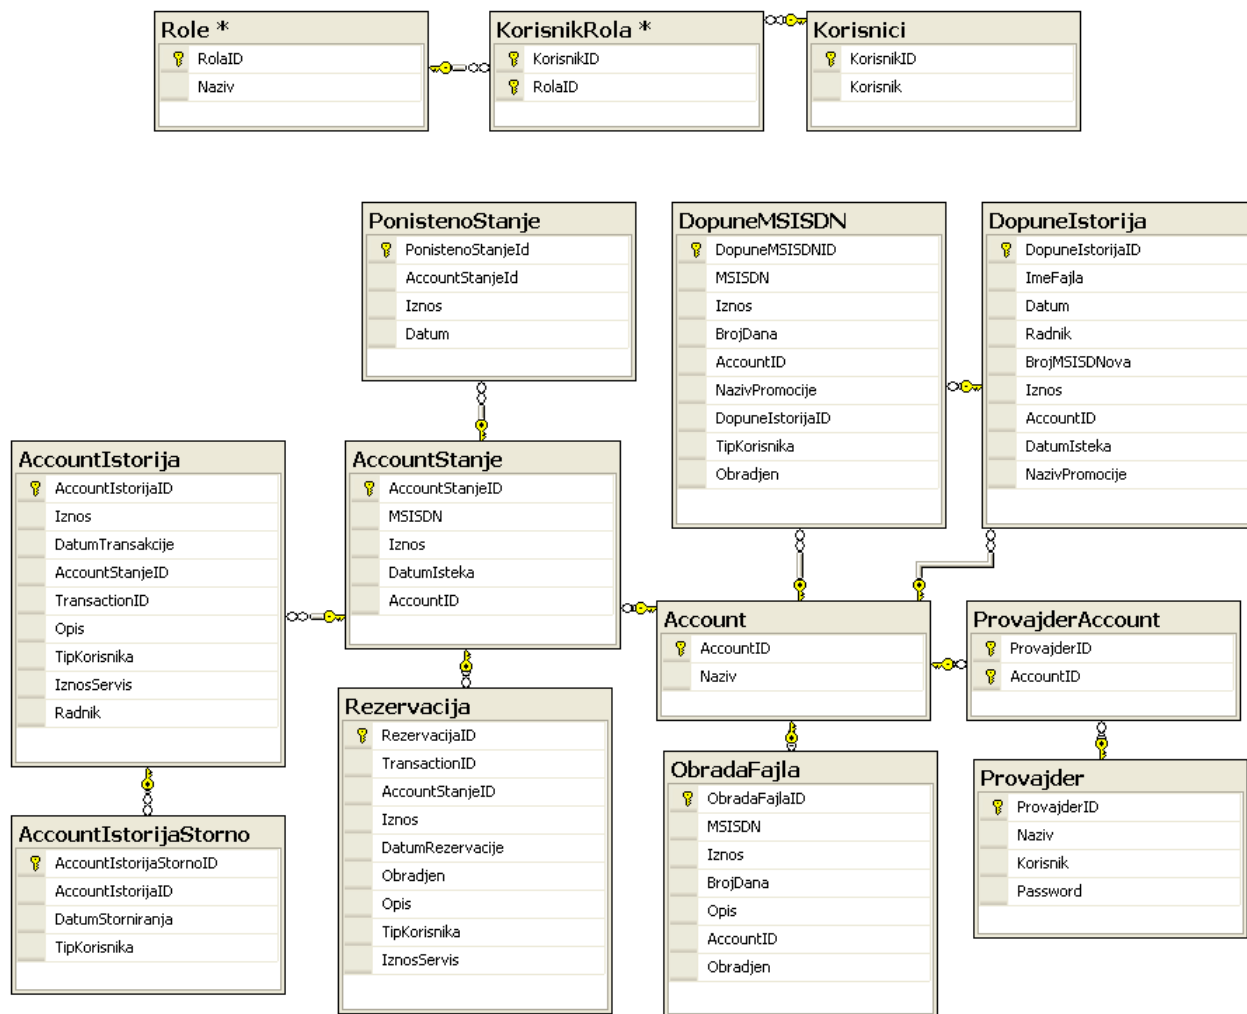 Role *
RolaID
Naziv
KorisnikRola *
KorisnikID
RolaID
Korisnici
KorisnikID
Korisnik
PonistenoStanje
PonistenoStanjeId
AccountStanjeId
Iznos
Datum
DopuneMSISDN
DopuneMSISDNID
MSISDN
Iznos
BrojDana
AccountID
NazivPromocije
DopuneIstorijaID
TipKorisnika
Obradjen
DopuneIstorija
DopuneIstorijaID
ImeFajla
Datum
Radnik
BrojMSISDNova
Iznos
AccountID
DatumIsteka
NazivPromocije
AccountIstorija
AccountIstorijaID
Iznos
DatumTransakcije
AccountStanjeID
TransactionID
Opis
TipKorisnika
IznosServis
Radnik
AccountStanje
AccountStanjeID
MSISDN
Iznos
DatumIsteka
AccountID
Account
AccountID
Naziv
ProvajderAccount
ProvajderID
AccountID
Rezervacija
RezervacijaID
TransactionID
AccountStanjeID
Iznos
DatumRezervacije
Obradjen
Opis
TipKorisnika
IznosServis
ObradaFajla
ObradaFajlaID
MSISDN
Iznos
BrojDana
Opis
AccountID
Obradjen
Provajder
ProvajderID
Naziv
Korisnik
Password
AccountIstorijaStorno
AccountIstorijaStornoID
AccountIstorijaID
DatumStorniranja
TipKorisnika